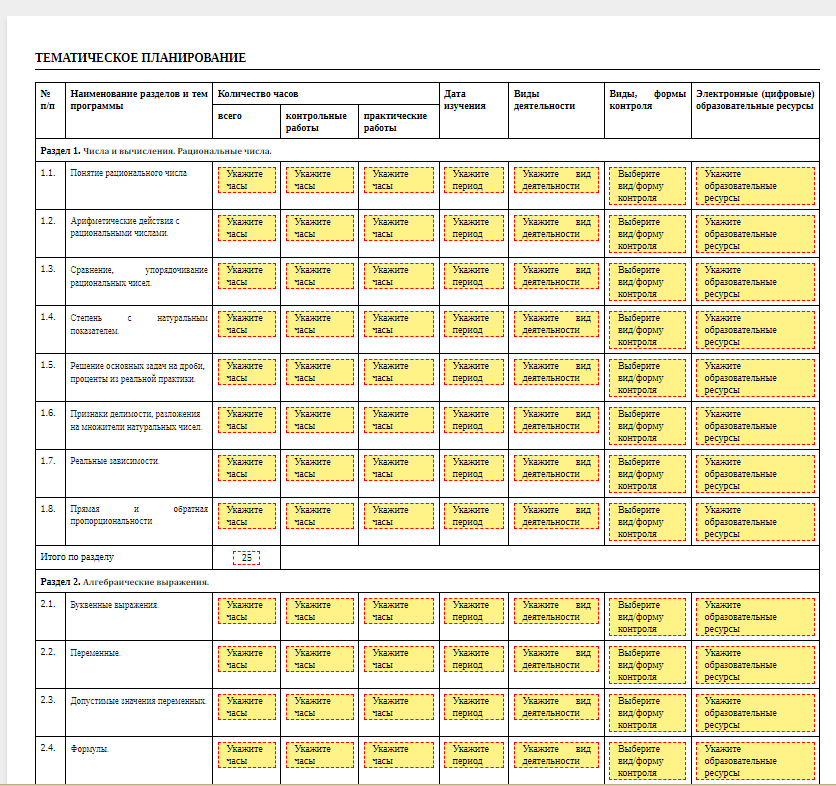 ТЕМАТИЧЕСКОЕ ПЛАНИРОВАНИЕ
№ п/п Наименование разделов и тем программы Количество часов Дата изучения Виды деятельности Виды, формы контроля Электронные (цифровые) образовательные ресурсы
всего контрольные работы практические работы
Раздел 1. Числа и вычисления. Рациональные числа.
1.1. Понятие рационального числа Укажите часы Укажите часы Укажите часы Укажите период Укажите вид деятельности Выберите вид/форму контроля Укажите образовательные ресурсы
1.2. Арифметические действия с рациональными числами. Укажите часы Укажите часы Укажите часы Укажите период Укажите вид деятельности Выберите вид/форму контроля Укажите образовательные ресурсы
1.3. Сравнение, упорядочивание рациональных чисел. Укажите часы Укажите часы Укажите часы Укажите период Укажите вид деятельности Выберите вид/форму контроля Укажите образовательные ресурсы
1.4. Степень с натуральным показателем. Укажите часы Укажите часы Укажите часы Укажите период Укажите вид деятельности Выберите вид/форму контроля Укажите образовательные ресурсы
1.5. Решение основных задач на дроби, проценты из реальной практики. Укажите часы Укажите часы Укажите часы Укажите период Укажите вид деятельности Выберите вид/форму контроля Укажите образовательные ресурсы
1.6. Признаки делимости, разложения на множители натуральных чисел. Укажите часы Укажите часы Укажите часы Укажите период Укажите вид деятельности Выберите вид/форму контроля Укажите образовательные ресурсы
1.7. Реальные зависимости. Укажите часы Укажите часы Укажите часы Укажите период Укажите вид деятельности Выберите вид/форму контроля Укажите образовательные ресурсы
1.8. Прямая и обратная пропорциональности Укажите часы Укажите часы Укажите часы Укажите период Укажите вид деятельности Выберите вид/форму контроля Укажите образовательные ресурсы
Итого по разделу 25
Раздел 2. Алгебраические выражения.
2.1. Буквенные выражения. Укажите часы Укажите часы Укажите часы Укажите период Укажите вид деятельности Выберите вид/форму контроля Укажите образовательные ресурсы
2.2. Переменные. Укажите часы Укажите часы Укажите часы Укажите период Укажите вид деятельности Выберите вид/форму контроля Укажите образовательные ресурсы
2.3. Допустимые значения переменных. Укажите часы Укажите часы Укажите часы Укажите период Укажите вид деятельности Выберите вид/форму контроля Укажите образовательные ресурсы
2.4. Формулы. Укажите часы Укажите часы Укажите часы Укажите период Укажите вид деятельности Выберите вид/форму контроля Укажите образовательные ресурсы